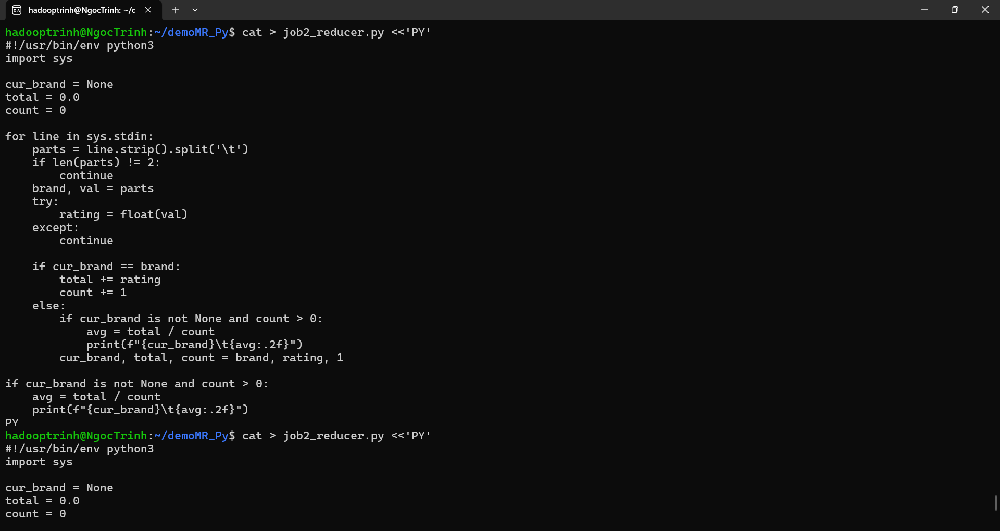 hadooptrinh@NgocTrinh: ~/d
hadooptrinh@NgocTrinh:~/demoMR_Py$ cat > job2_reducer.py <<'PY'
#!/usr/bin/env python3
import sys

cur_brand = None
total = 0.0
count = 0

for line in sys.stdin:
    parts = line.strip().split('\t')
    if len(parts) != 2:
        continue
    brand, val = parts
    try:
        rating = float(val)
    except:
        continue

    if cur_brand == brand:
        total += rating
        count += 1
    else:
        if cur_brand is not None and count > 0:
            avg = total / count
            print(f"{cur_brand}\t{avg:.2f}")
        cur_brand, total, count = brand, rating, 1

if cur_brand is not None and count > 0:
    avg = total / count
    print(f"{cur_brand}\t{avg:.2f}")
PY
hadooptrinh@NgocTrinh:~/demoMR_Py$ cat > job2_reducer.py <<'PY'
#!/usr/bin/env python3
import sys

cur_brand = None
total = 0.0
count = 0